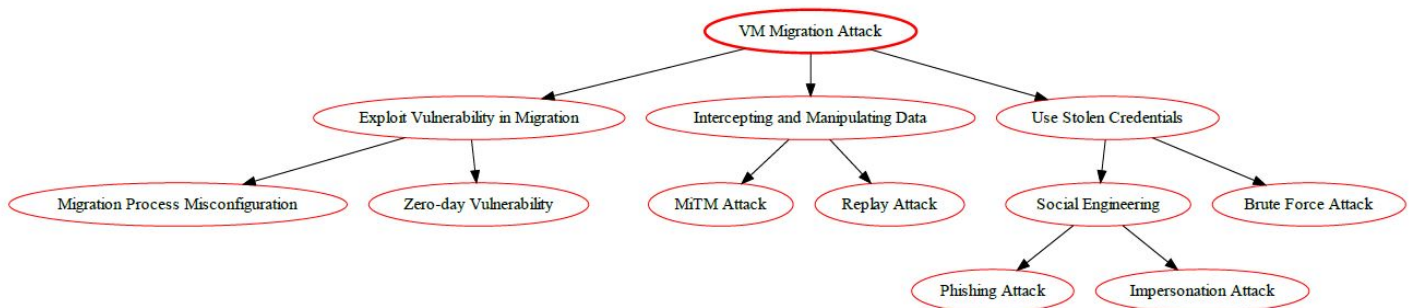 VM Migration Attack
Exploit Vulnerability in Migration
Intercepting and Manipulating Data
Use Stolen Credentials
Migration Process Misconfiguration
Zero-day Vulnerability
MiTM Attack
Replay Attack
Social Engineering
Brute Force Attack
Phishing Attack
Impersonation Attack